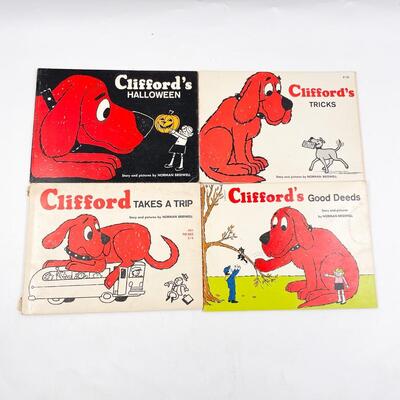 Clifford's
HALLOWEEN
Story and pictures by NORMAN BRIDWELL
Clifford's
TRICKS
Story and pictures by NORMAN BRIDWELL
Clifford TAKES A TRIP
Story and pictures by NORMAN BRIDWELL
Clifford's Good Deeds
Story and pictures
by NORMAN BRIDWELL